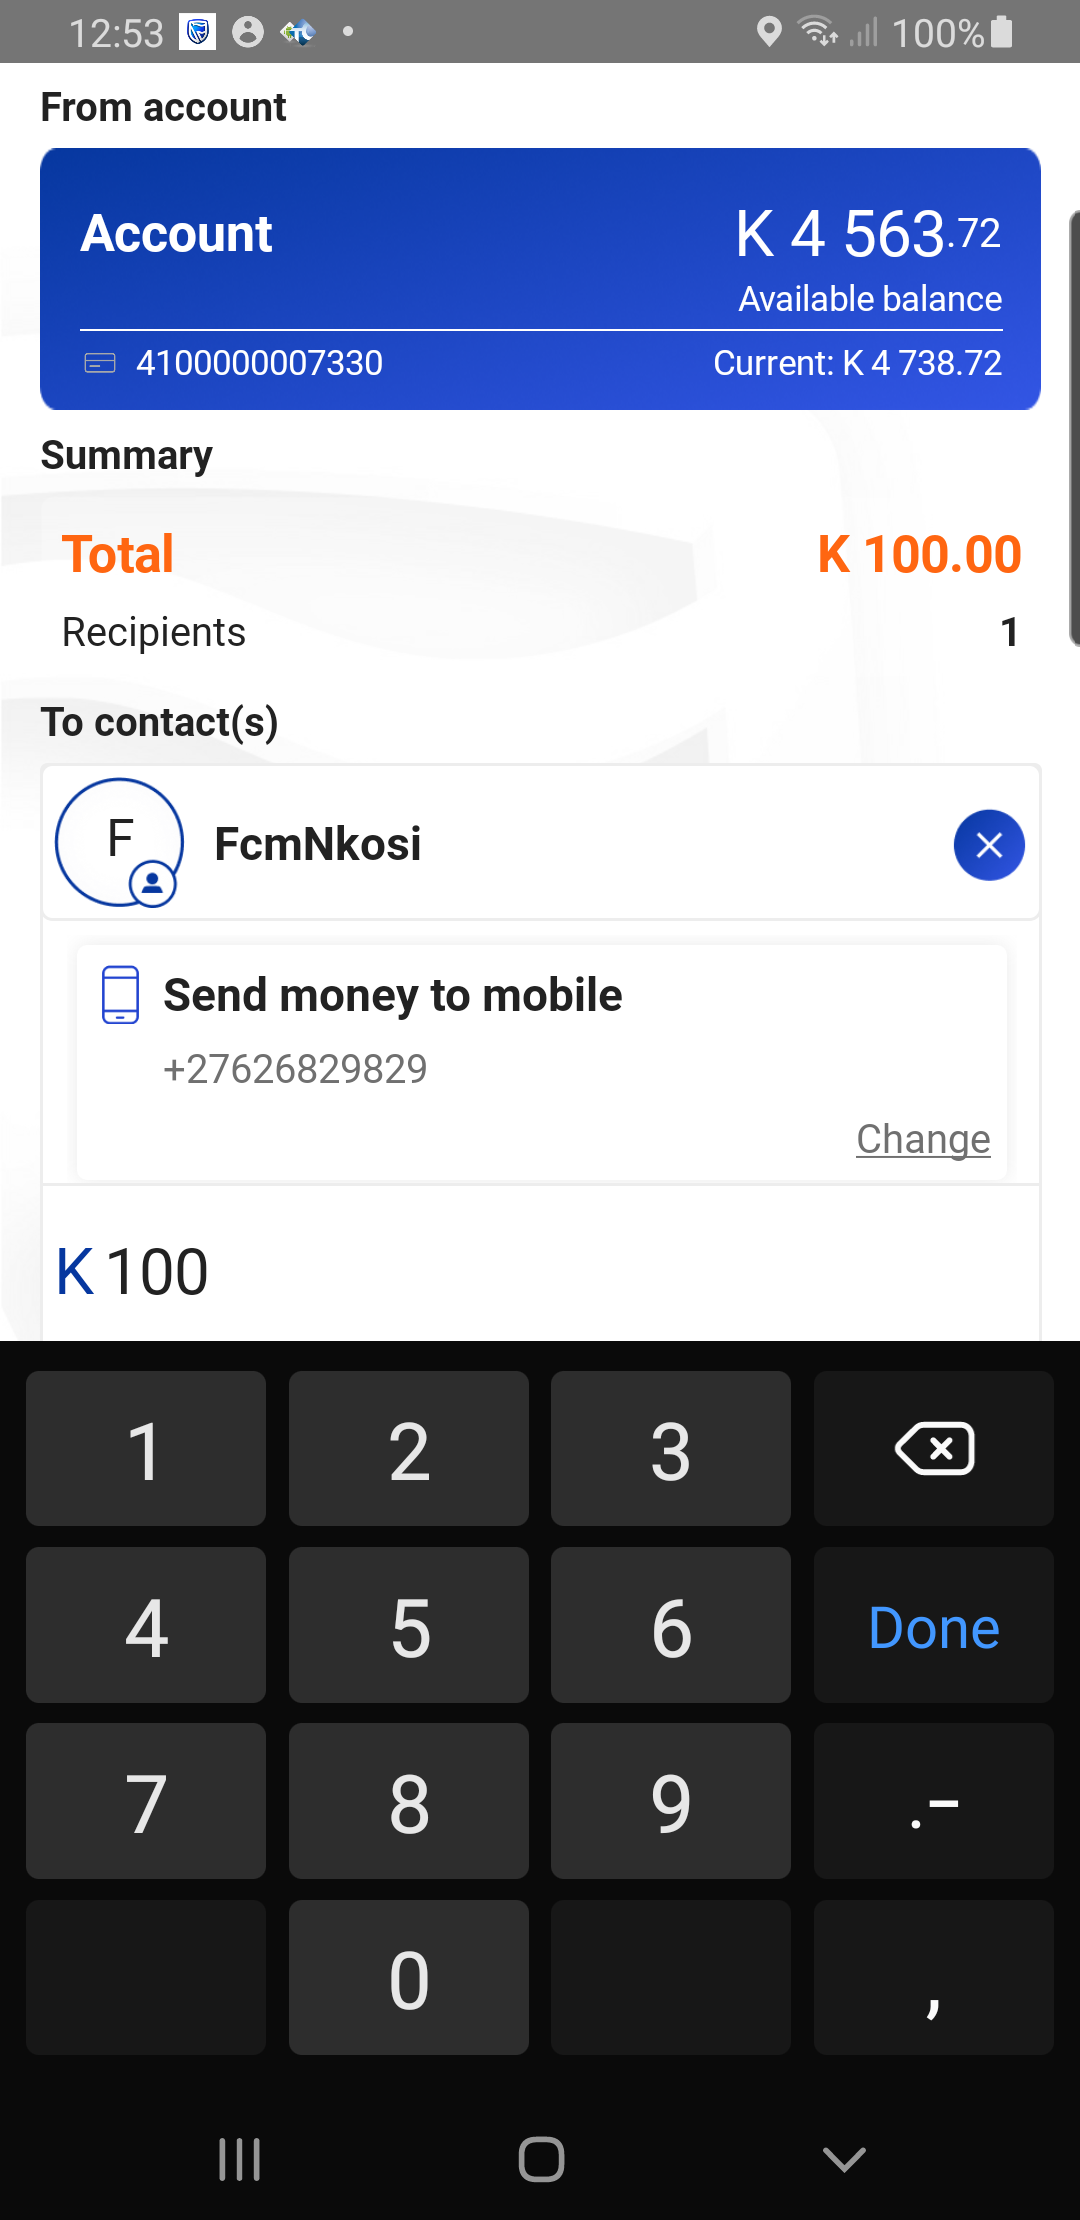 12:53
100%
From account
Account
K 4 563.72
Available balance
4100000007330
Current: K 4 738.72
Summary
Total
K 100.00
Recipients
1
To contact(s)
F
FcmNkosi
Send money to mobile
+27626829829
Change
K 100
1 2 3
4 5 6 Done
7 8 9 .-
0 ,